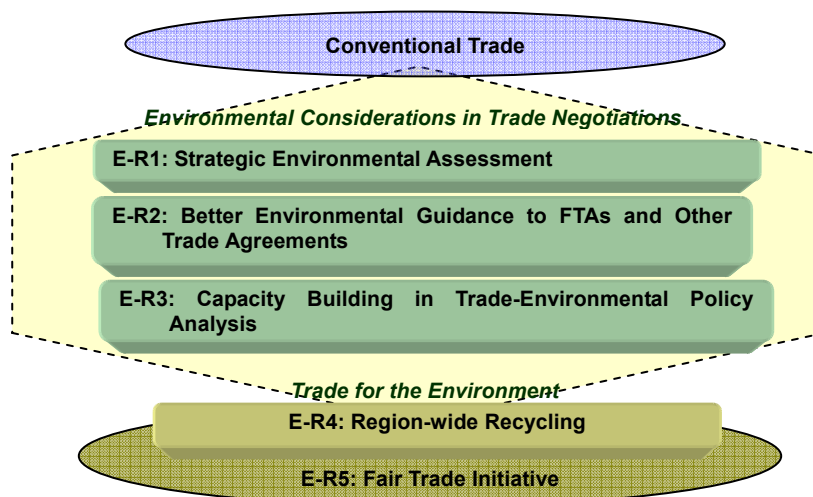 Conventional Trade
Environmental Considerations in Trade Negotiations
E-R1: Strategic Environmental Assessment
E-R2: Better Environmental Guidance to FTAs and Other
Trade Agreements
E-R3: Capacity Building in Trade-Environmental Policy
Analysis
Trade for the Environment
E-R4: Region-wide Recycling
E-R5: Fair Trade Initiative